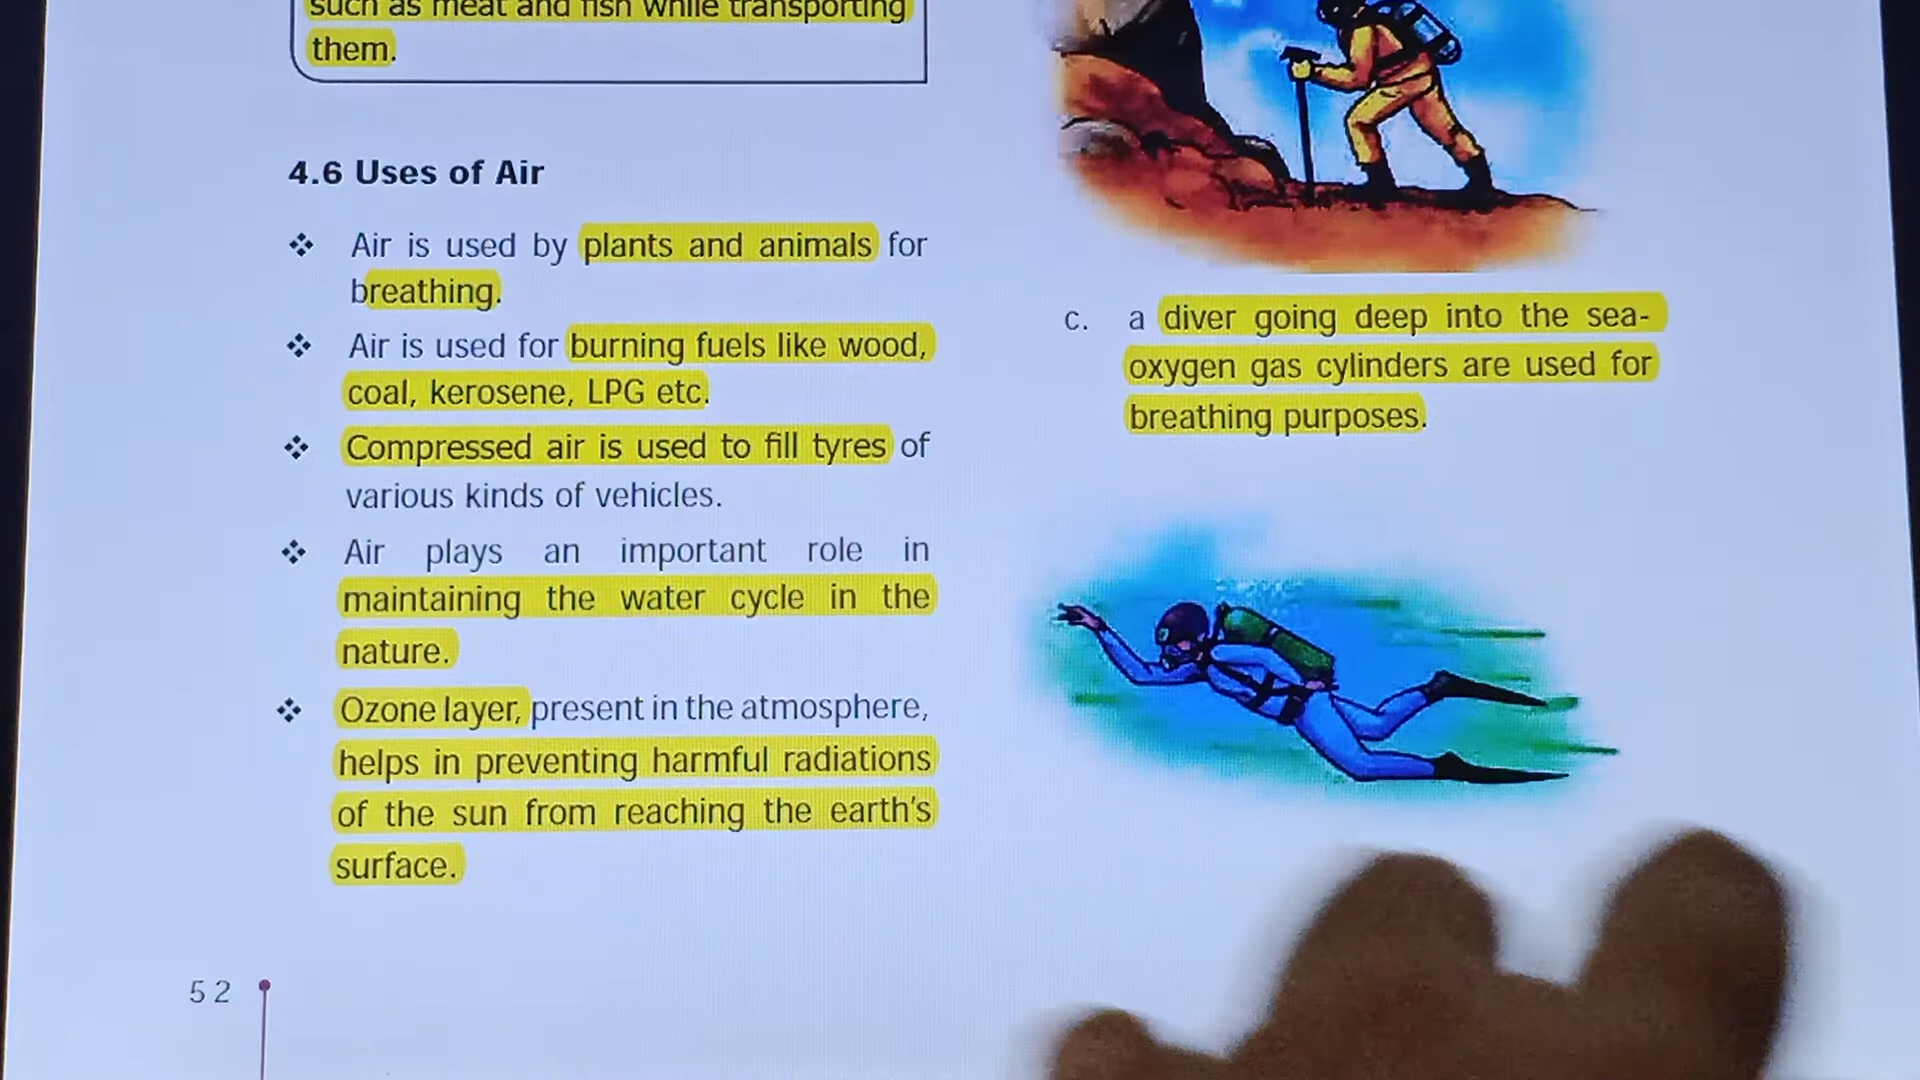 such as meat and fish while transporting
them.
4.6 Uses of Air
❖ Air is used by plants and animals for
breathing.
❖ Air is used for burning fuels like wood,
coal, kerosene, LPG etc.
❖ Compressed air is used to fill tyres of
various kinds of vehicles.
❖ Air plays an important role in
maintaining the water cycle in the
nature.
❖ Ozone layer, present in the atmosphere,
helps in preventing harmful radiations
of the sun from reaching the earth's
surface.
52
c. a diver going deep into the sea-
oxygen gas cylinders are used for
breathing purposes.